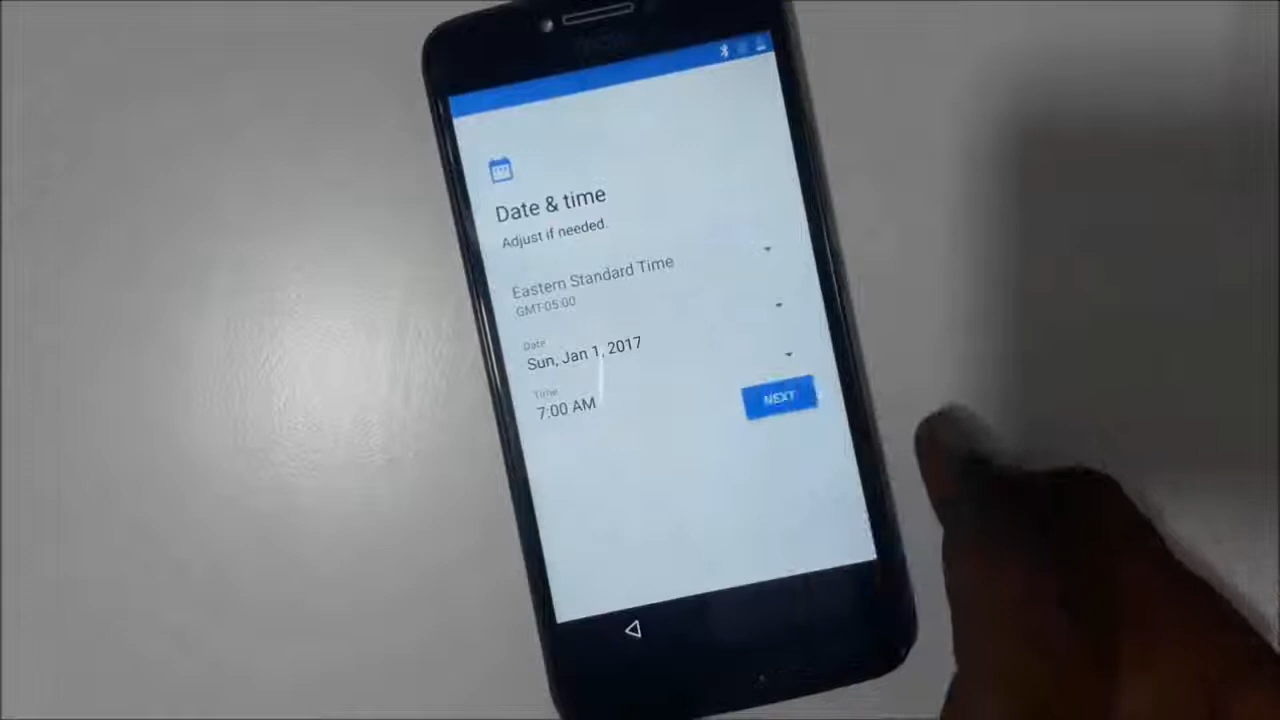 Date & time
Adjust if needed.
Eastern Standard Time
GMT-05:00
Date
Sun, Jan 1, 2017
Time
7:00 AM
NEXT